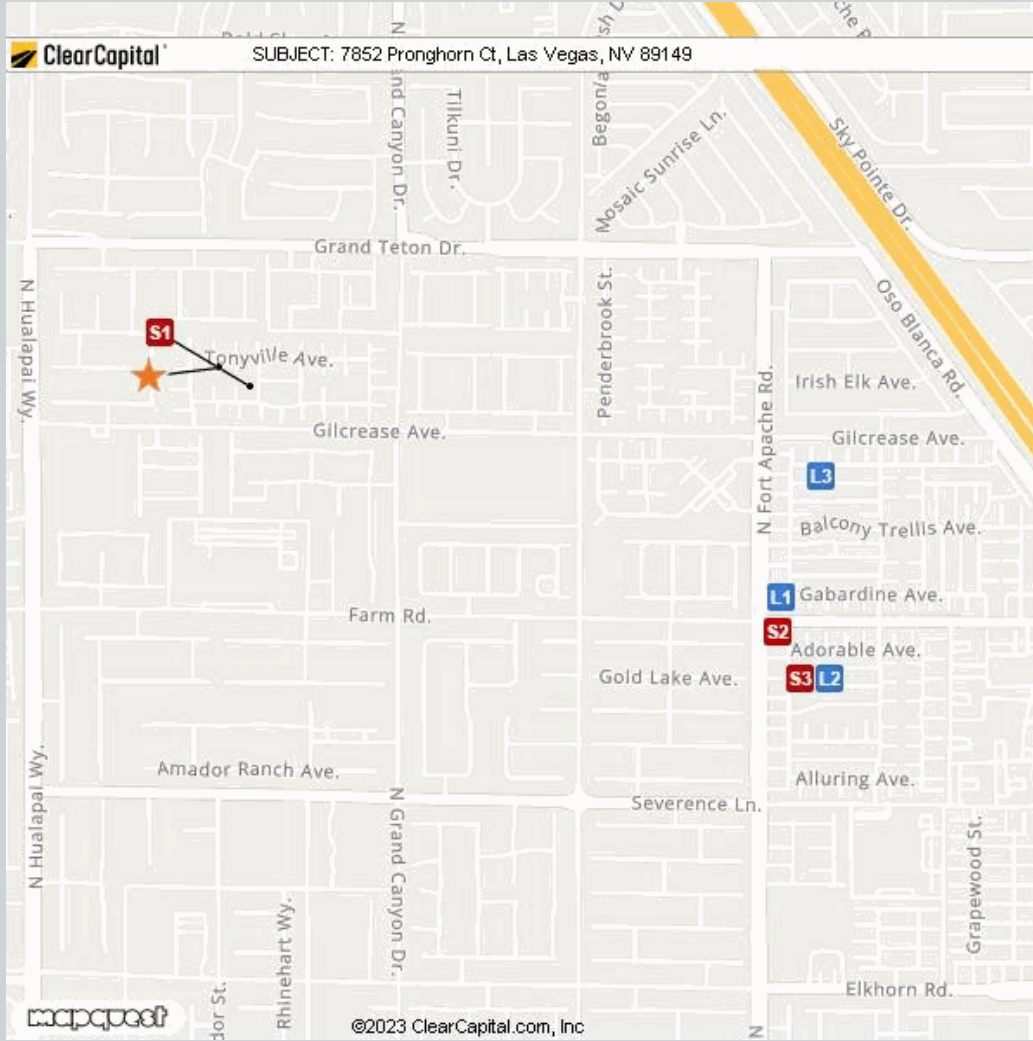 ClearCapital
SUBJECT: 7852 Pronghorn Ct, Las Vegas, NV 89149
N
nd Canyon Dr.
Tilkuni Dr.
Mosaic Sunrise Ln.
Sky Pointe Dr.
Grand Teton Dr.
N Hualapai Wy.
Penderbrook St.
Oso Blanca Rd.
S1
Tonyville Ave.
N Fort Apache Rd.
Irish Elk Ave.
Gilcrease Ave.
Gilcrease Ave.
L3
Balcony Trellis Ave.
L1
Gabardine Ave.
Farm Rd.
S2
Adorable Ave.
Gold Lake Ave.
S3
L2
N Hualapai Wy.
Amador Ranch Ave.
N Grand Canyon Dr.
Alluring Ave.
Severence Ln.
Grapewood St.
Rhinehart Wy.
dor St.
Elkhorn Rd.
mapquest
©2023 ClearCapital.com, Inc
N